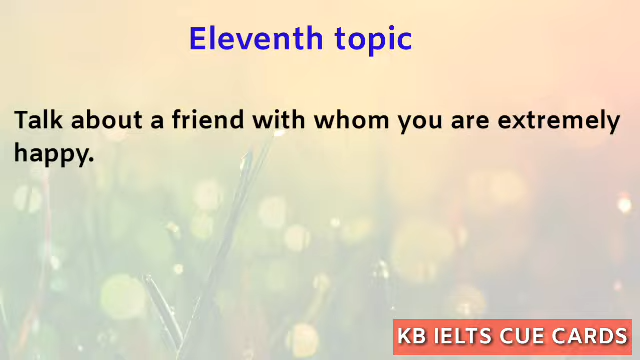 Eleventh topic
Talk about a friend with whom you are extremely
happy.
KB IELTS CUE CARDS